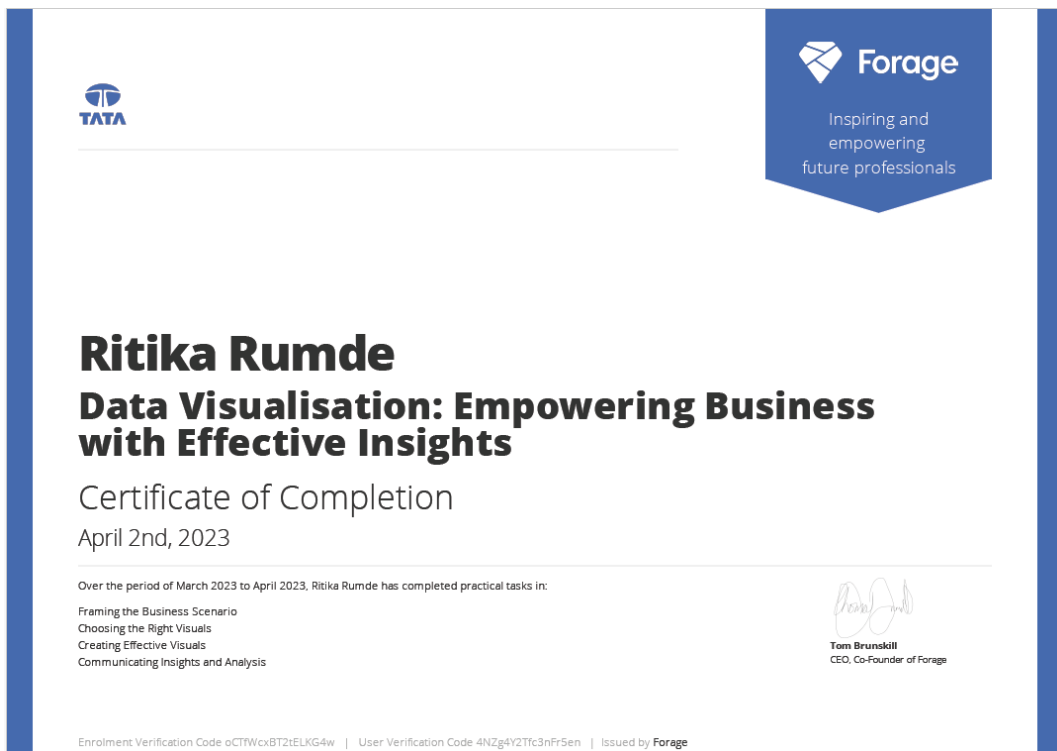 TATA
Forage
Inspiring and
empowering
future professionals
Ritika Rumde
Data Visualisation: Empowering Business
with Effective Insights
Certificate of Completion
April 2nd, 2023
Over the period of March 2023 to April 2023, Ritika Rumde has completed practical tasks in:
Framing the Business Scenario
Choosing the Right Visuals
Creating Effective Visuals
Communicating Insights and Analysis
Tom Brunskill
CEO, Co-Founder of Forage
Enrolment Verification Code oCTfWcxBT2tELKG4w | User Verification Code 4NZg4Y2Tfc3nFr5en | Issued by Forage